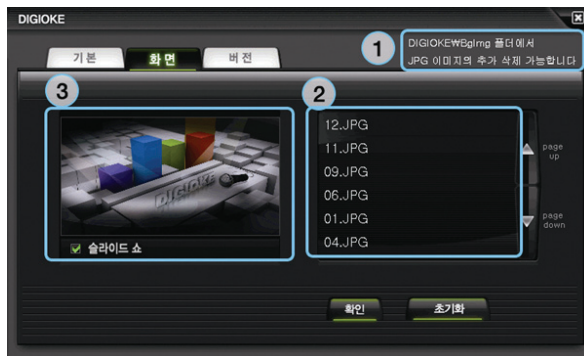 DIGIOKE
기본
화면
버전
1
DIGIOKE₩BgImg 폴더에서
JPG 이미지의 추가 삭제 가능합니다
3
DIGIOKE
슬라이드 쇼
2
12.JPG
11.JPG
09.JPG
06.JPG
01.JPG
04.JPG
page
up
page
down
확인
초기화